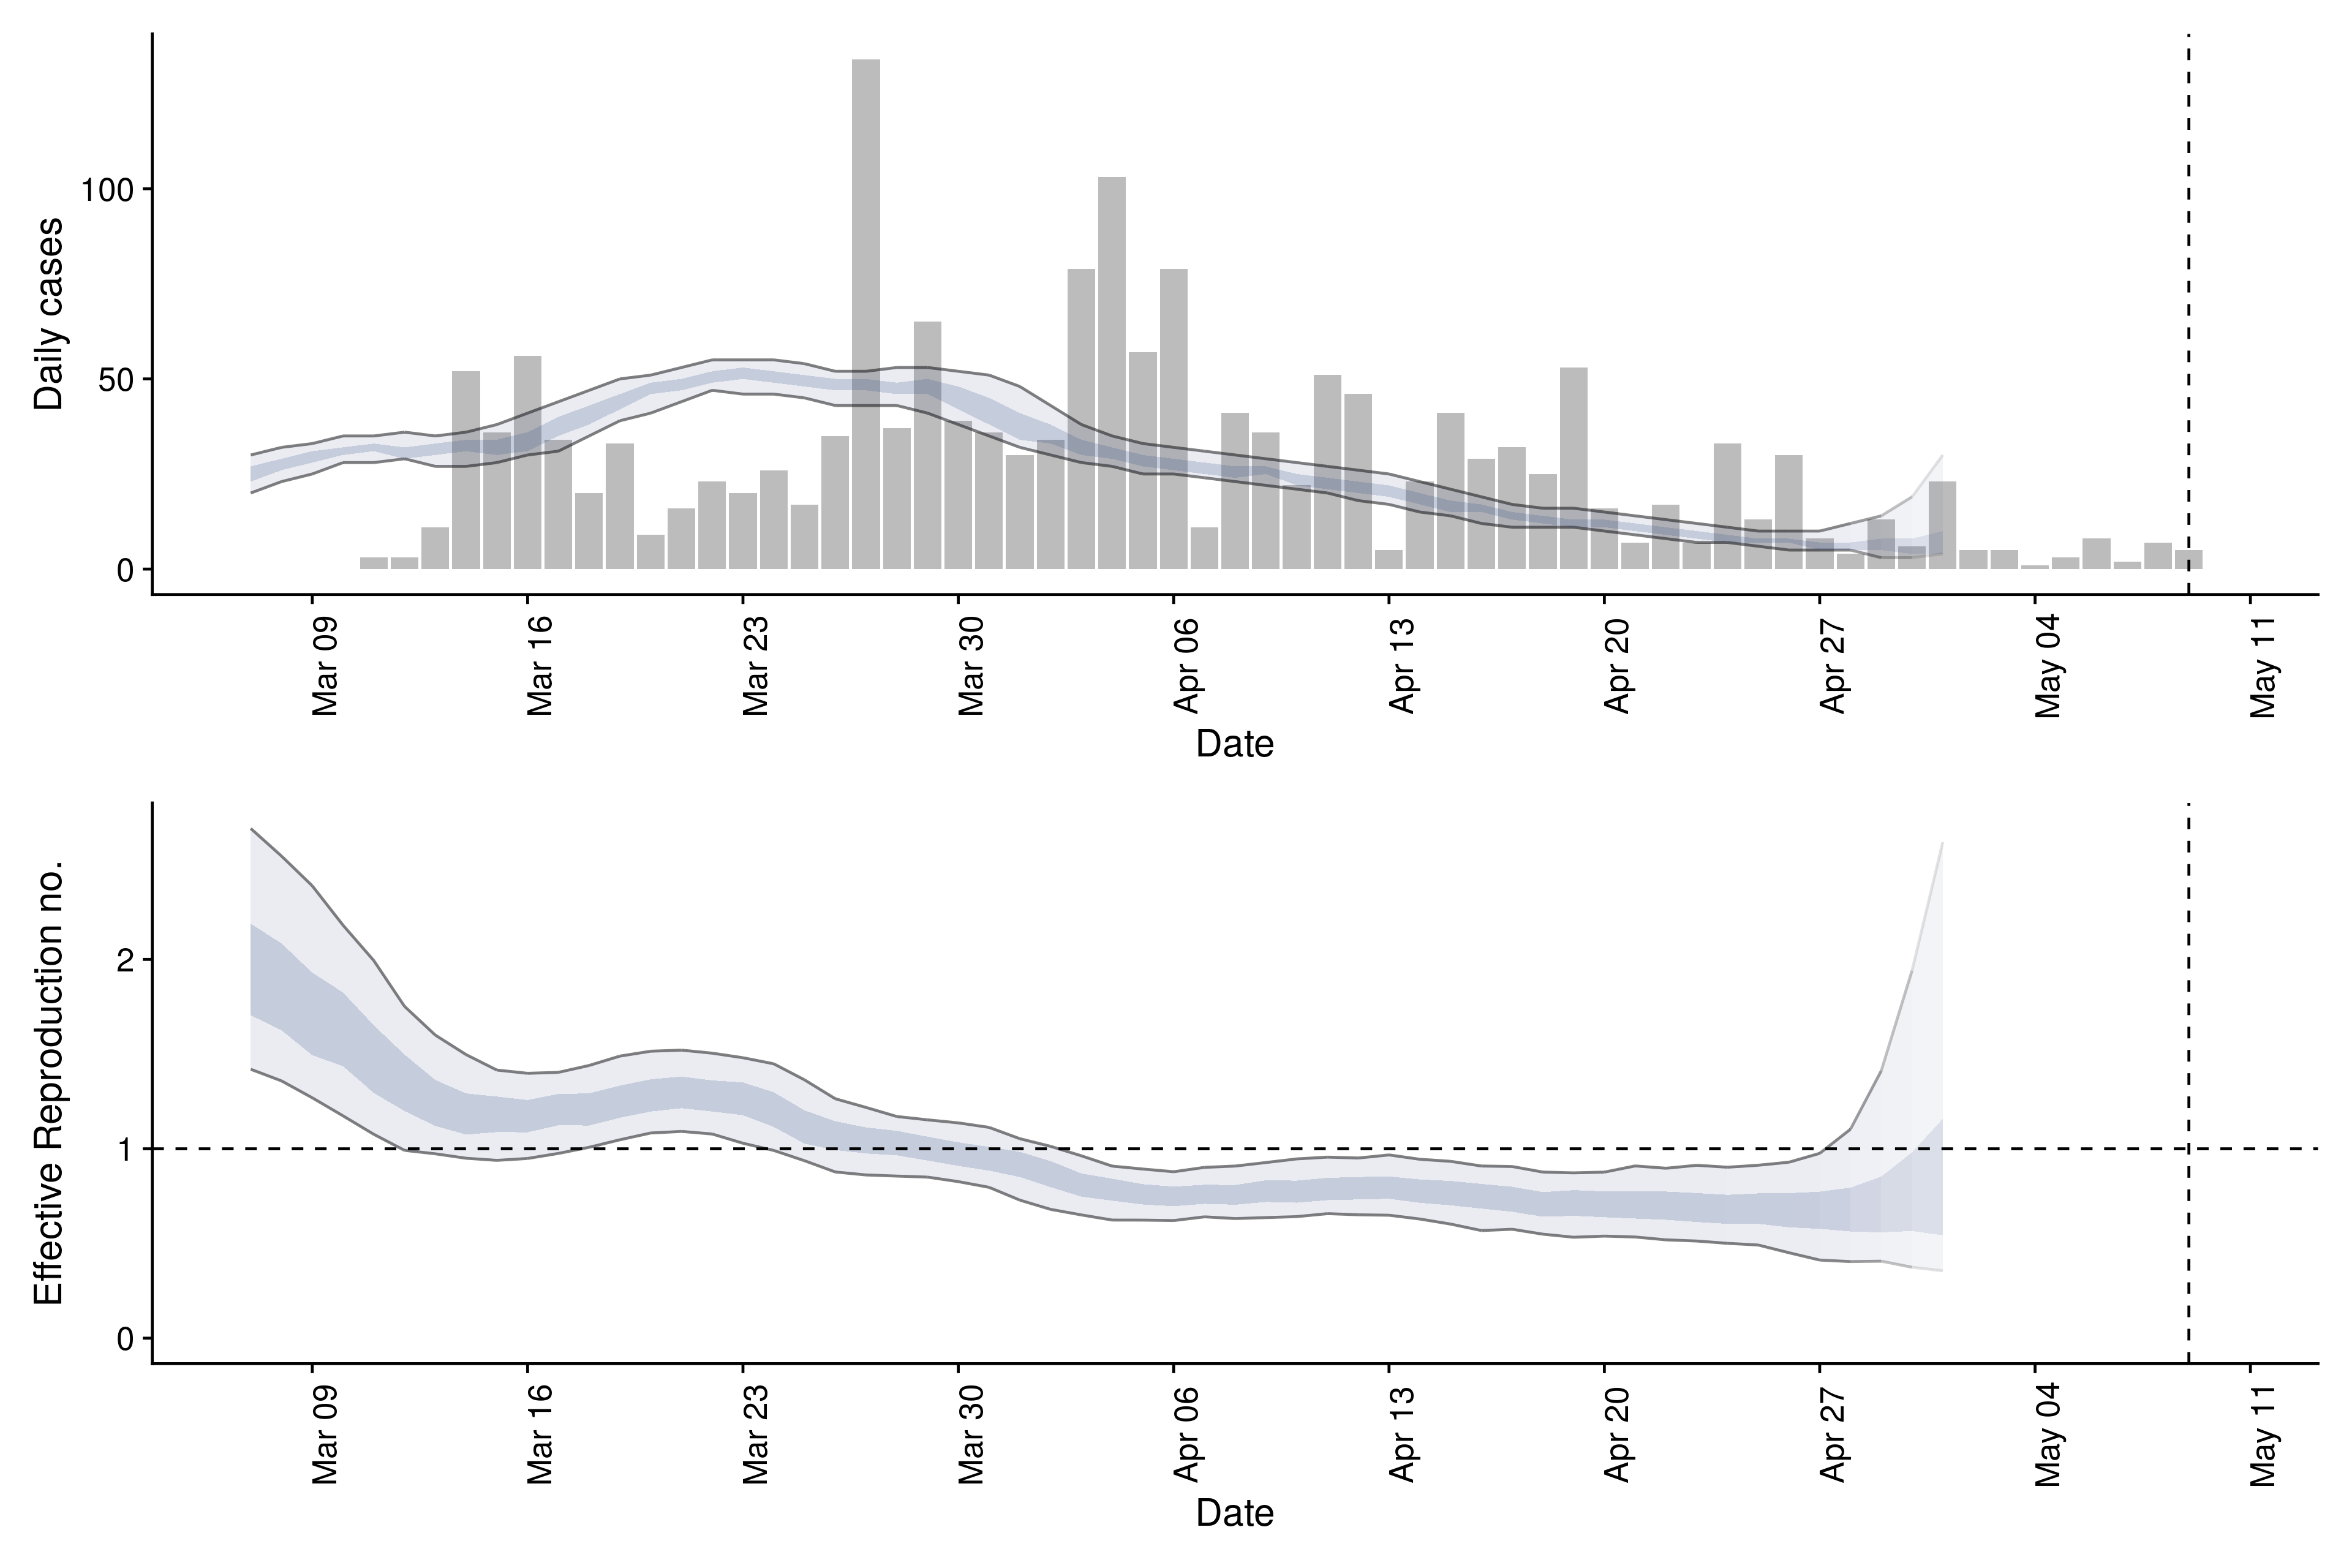 Daily cases
100
50
0
Mar 09
Mar 16
Mar 23
Mar 30
Apr 06
Apr 13
Apr 20
Apr 27
May 04
May 11
Date
Effective Reproduction no.
2
1
0
Mar 09
Mar 16
Mar 23
Mar 30
Apr 06
Apr 13
Apr 20
Apr 27
May 04
May 11
Date